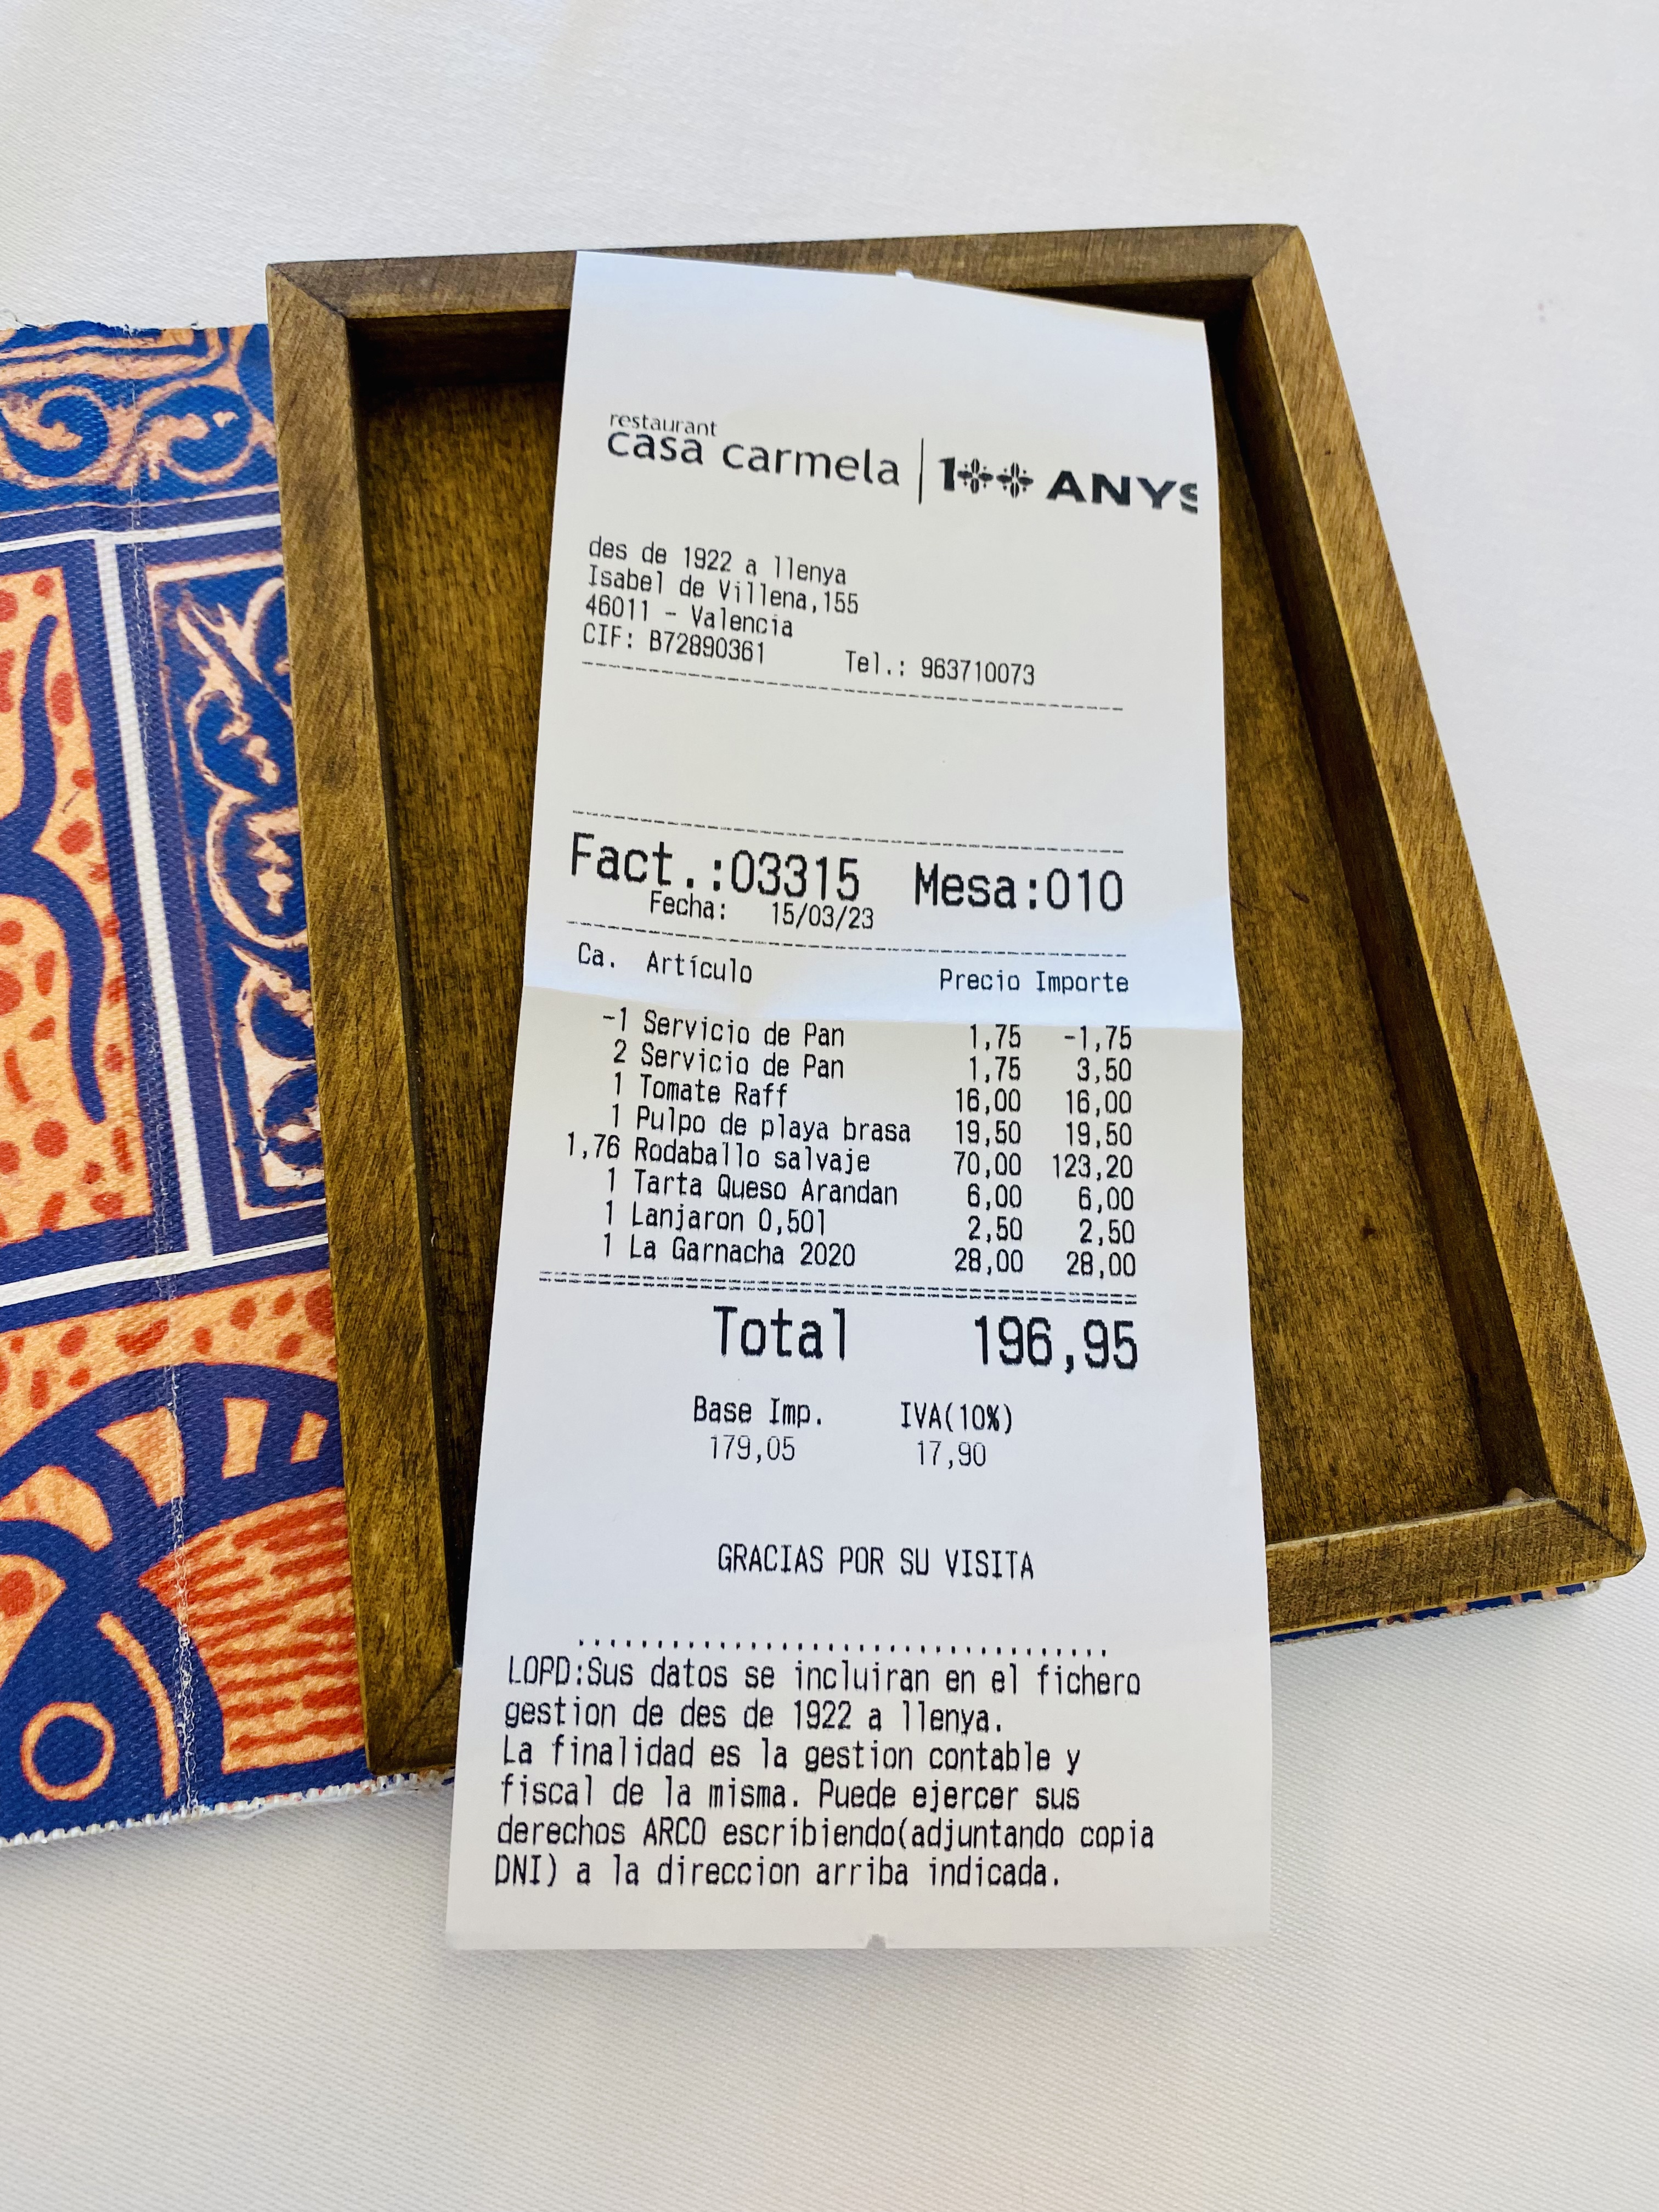 restaurant
casa carmela | 1 ANYS
des de 1922 a llenya
Isabel de Villena,155
46011 - Valencia
CIF: B72890361 Tel.: 963710073
Fact.:03315 Mesa:010
Fecha: 15/03/23
Ca. Artículo Precio Importe
-1 Servicio de Pan 1,75 -1,75
2 Servicio de Pan 1,75 3,50
1 Tomate Raff 16,00 16,00
1 Pulpo de playa brasa 19,50 19,50
1,76 Rodaballo salvaje 70,00 123,20
1 Tarta Queso Arandan 6,00 6,00
1 Lanjaron 0,50l 2,50 2,50
1 La Garnacha 2020 28,00 28,00
Total 196,95
Base Imp. IVA(10%)
179,05 17,90
GRACIAS POR SU VISITA
LOPD:Sus datos se incluiran en el fichero
gestion de des de 1922 a llenya.
La finalidad es la gestion contable y
fiscal de la misma. Puede ejercer sus
derechos ARCO escribiendo(adjuntando copia
DNI) a la direccion arriba indicada.